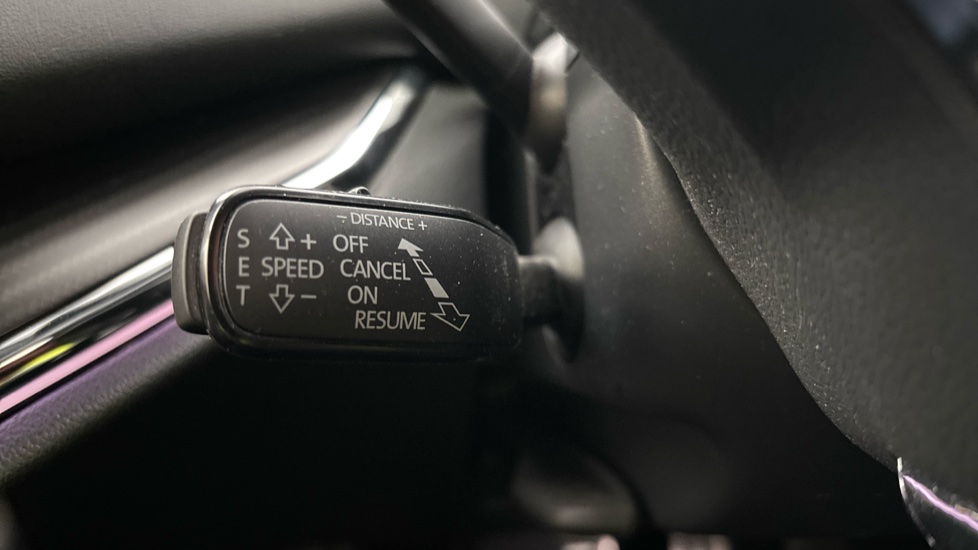 - DISTANCE +
S + OFF
E SPEED CANCEL
T - ON
RESUME